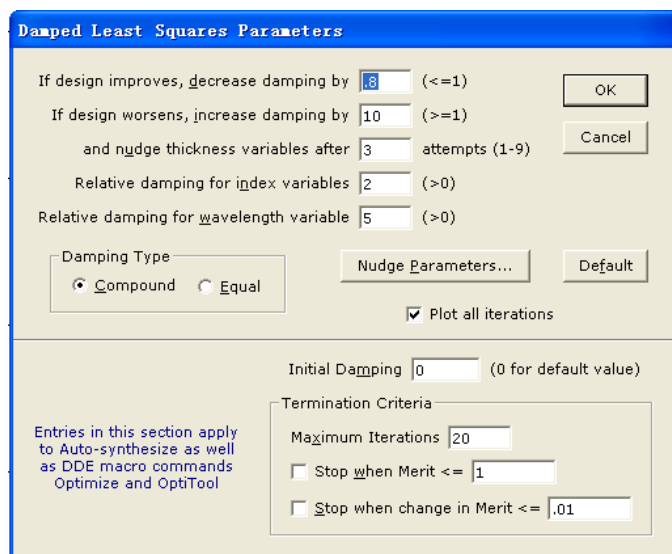 Damped Least Squares Parameters
If design improves, decrease damping by .8 (<=1)
OK
If design worsens, increase damping by 10 (>=1)
and nudge thickness variables after 3 attempts (1-9)
Cancel
Relative damping for index variables 2 (>0)
Relative damping for wavelength variable 5 (>0)
Damping Type
Compound Equal
Nudge Parameters... Default
Plot all iterations
Initial Damping 0 (0 for default value)
Termination Criteria
Entries in this section apply
to Auto-synthesize as well
as DDE macro commands
Optimize and OptiTool
Maximum Iterations 20
Stop when Merit <= 1
Stop when change in Merit <= .01